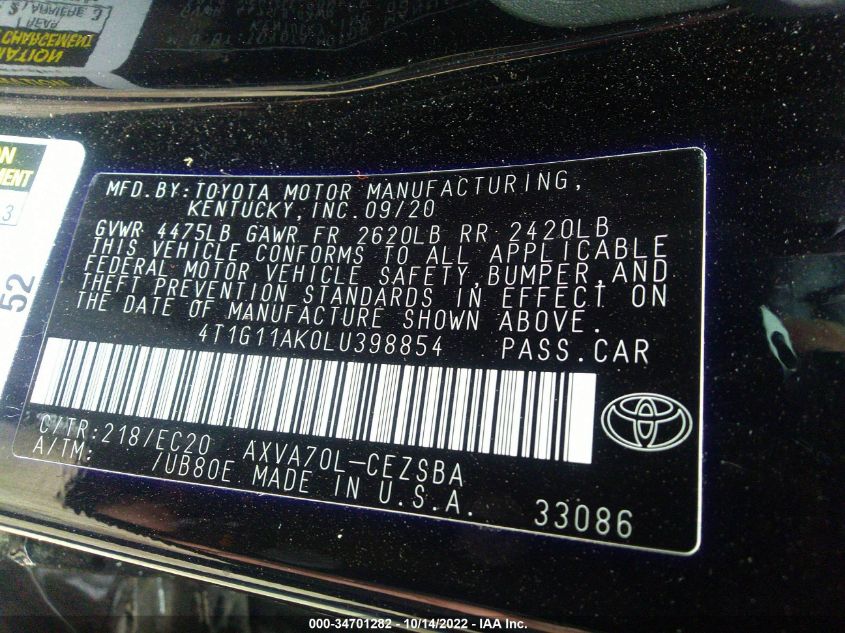 ON
MENT
3
52
MFD.BY:TOYOTA MOTOR MANUFACTURING,
KENTUCKY, INC. 09/20
GVWR 4475LB GAWR FR 2620LB RR 2420LB
THIS VEHICLE CONFORMS TO ALL APPLICABLE
FEDERAL MOTOR VEHICLE SAFETY, BUMPER, AND
THEFT PREVENTION STANDARDS IN EFFECT ON
THE DATE OF MANUFACTURE SHOWN ABOVE.
4T1G11AK0LU398854 PASS.CAR
C/TR:218/EC20 AXVA70L-CEZSBA
A/TM: /UB80E MADE IN U.S.A.
33086
000-34701282 - 10/14/2022 - IAA Inc.